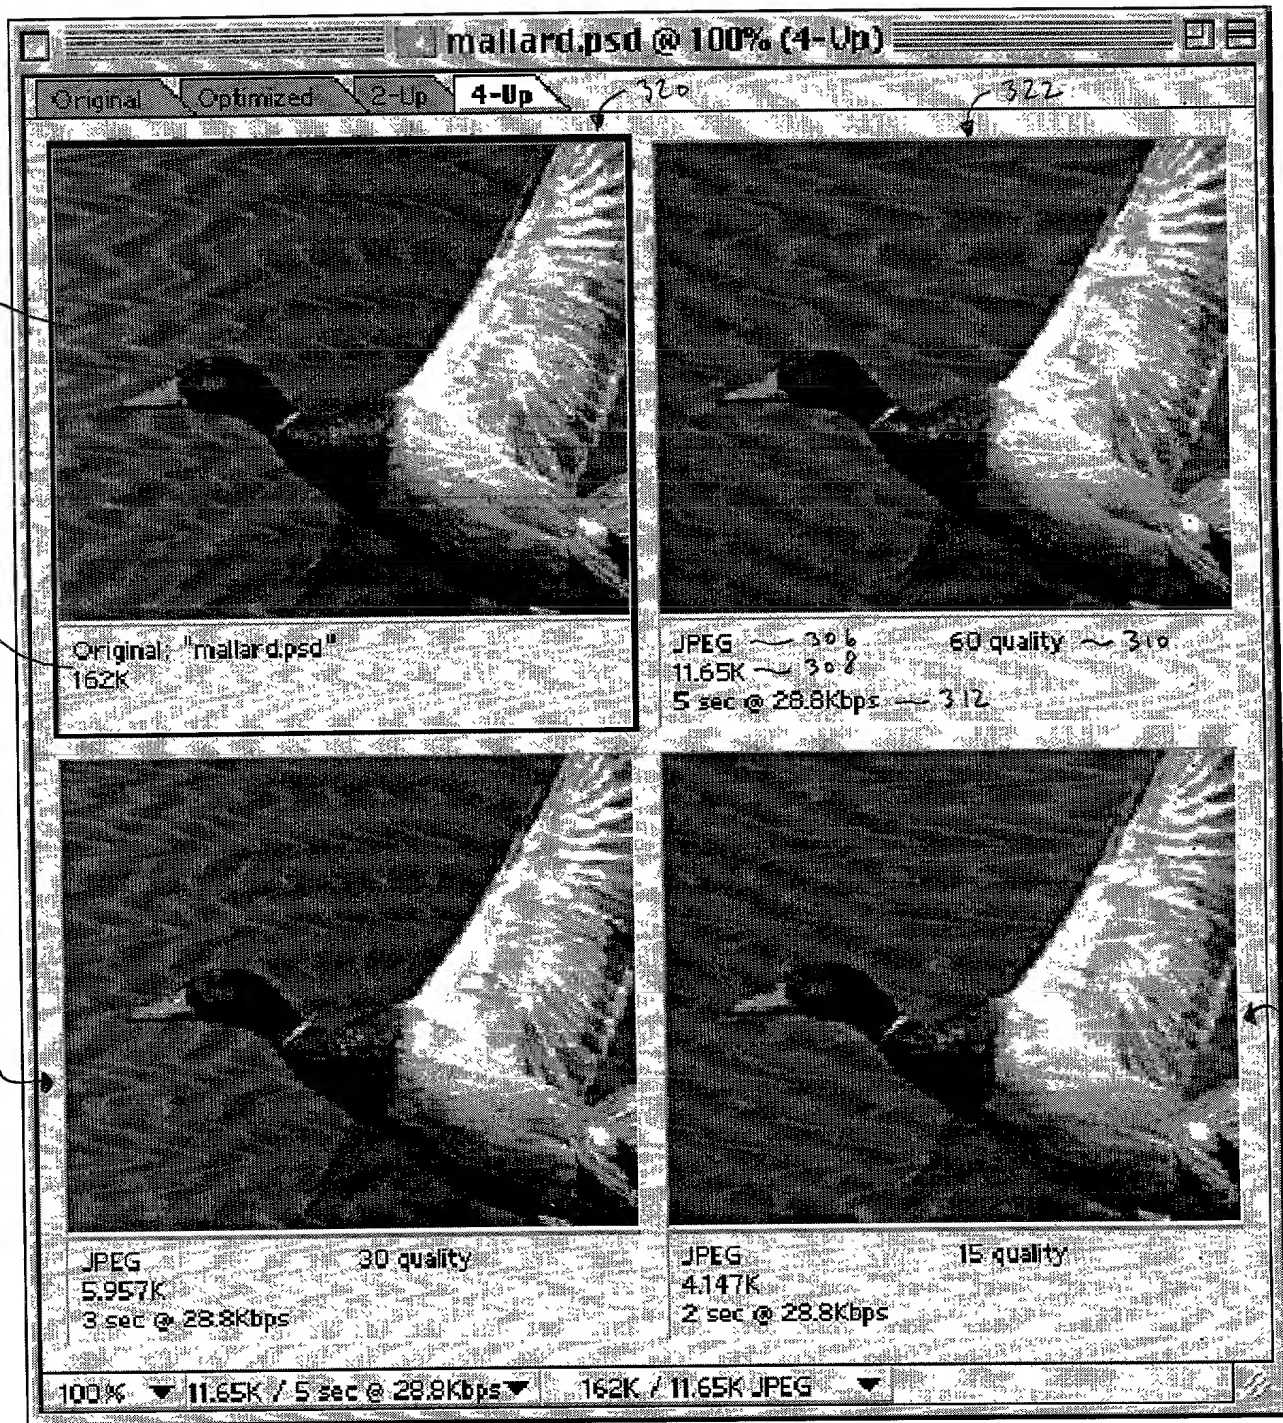 mallard.psd @ 100% (4-Up)
Original Optimized 2-Up 4-Up 320 322
Original: "mallard.psd"
162K
JPEG 306 60 quality 310
11.65K 308
5 sec @ 28.8Kbps 312
JPEG 30 quality
5.957K
3 sec @ 28.8Kbps
JPEG 15 quality
4.147K
2 sec @ 28.8Kbps
100% 11.65K / 5 sec @ 28.8Kbps 162K / 11.65K JPEG